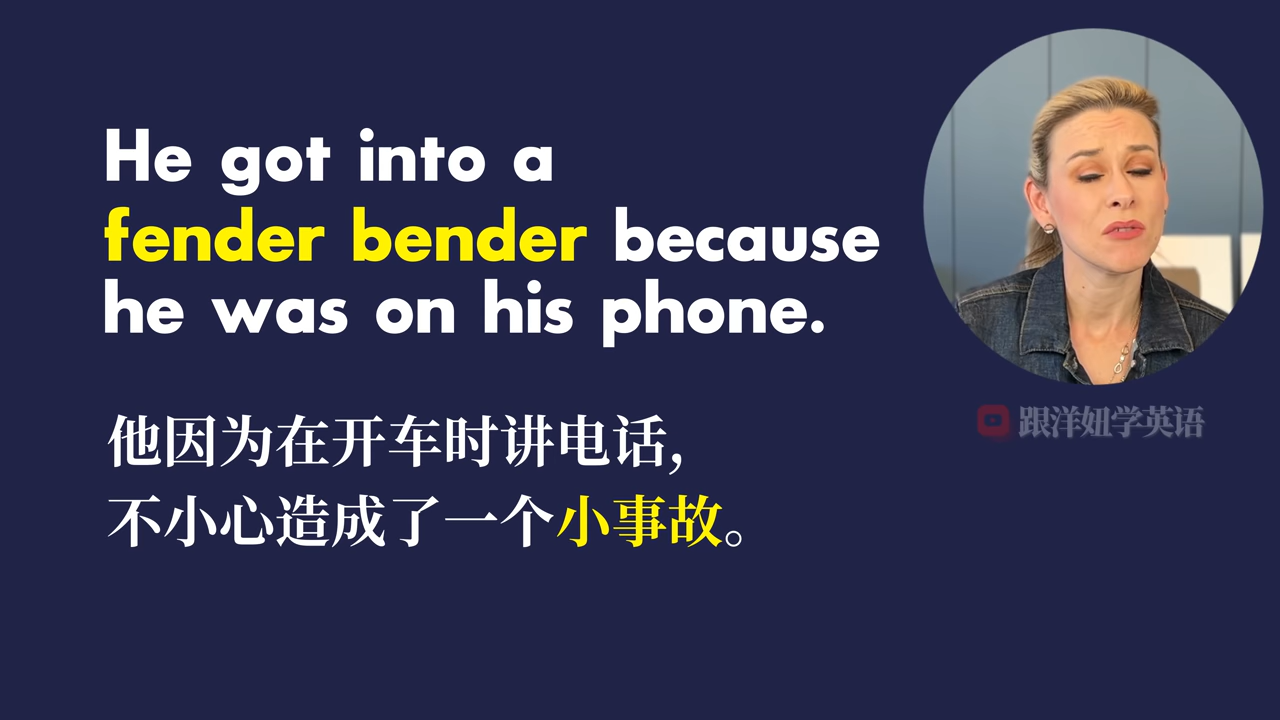 He got into a
fender bender because
he was on his phone.
他因为在开车时讲电话,
不小心造成了一个小事故。
跟洋妞学英语